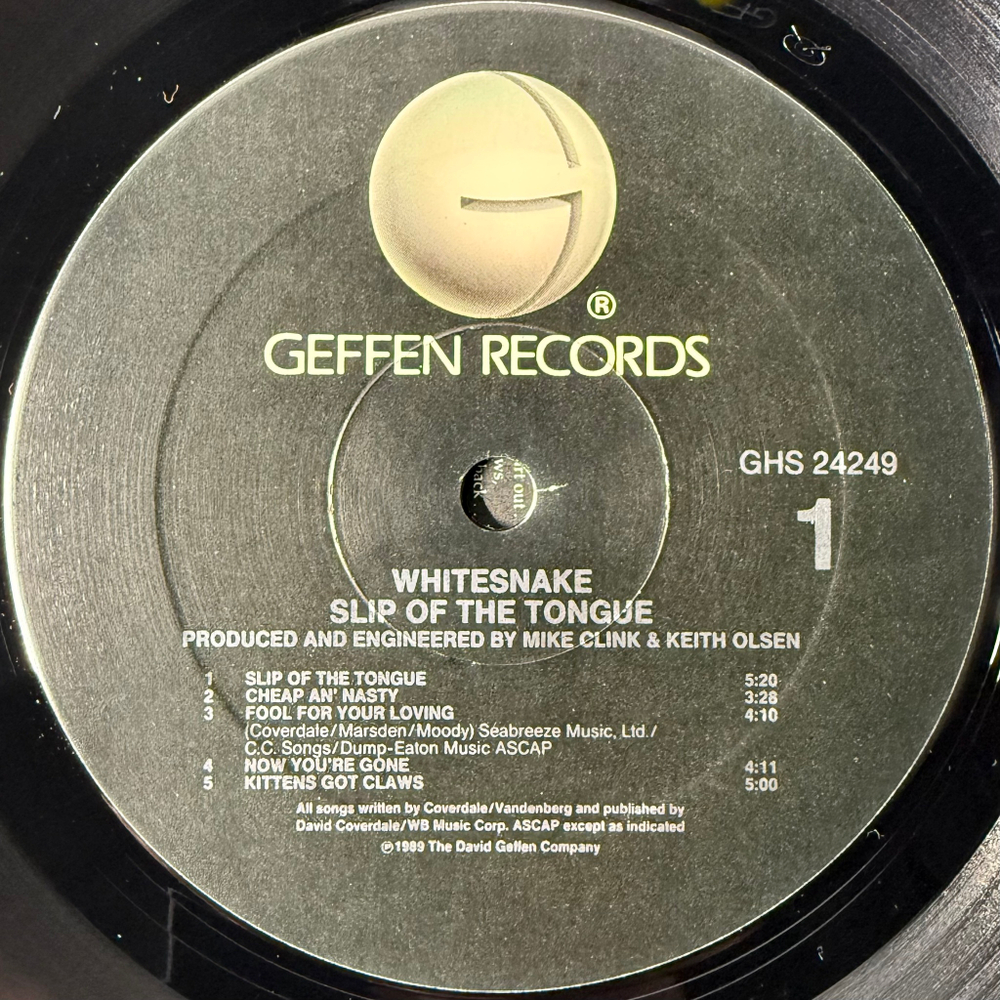 ®
GEFFEN RECORDS
GHS 24249
1
WHITESNAKE
SLIP OF THE TONGUE
PRODUCED AND ENGINEERED BY MIKE CLINK & KEITH OLSEN
1 SLIP OF THE TONGUE 5:20
2 CHEAP AN' NASTY 3:28
3 FOOL FOR YOUR LOVING 4:10
(Coverdale/Marsden/Moody) Seabreeze Music, Ltd./
C.C. Songs/Dump-Eaton Music ASCAP
4 NOW YOU'RE GONE 4:11
5 KITTENS GOT CLAWS 5:00
All songs written by Coverdale/Vandenberg and published by
David Coverdale/WB Music Corp. ASCAP except as indicated
℗1989 The David Geffen Company